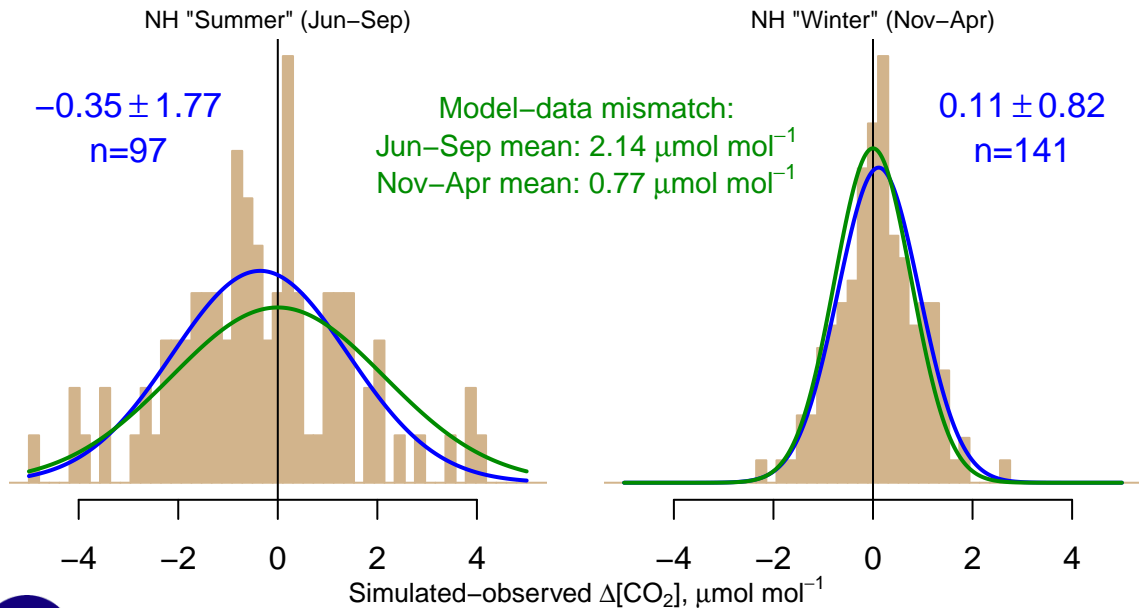 NH "Summer" (Jun−Sep)
NH "Winter" (Nov−Apr)
−0.35 ± 1.77
n=97
Model−data mismatch:
Jun−Sep mean: 2.14 μmol mol⁻¹
Nov−Apr mean: 0.77 μmol mol⁻¹
0.11 ± 0.82
n=141
−4 −2 0 2 4
−4 −2 0 2 4
Simulated−observed Δ[CO₂], μmol mol⁻¹